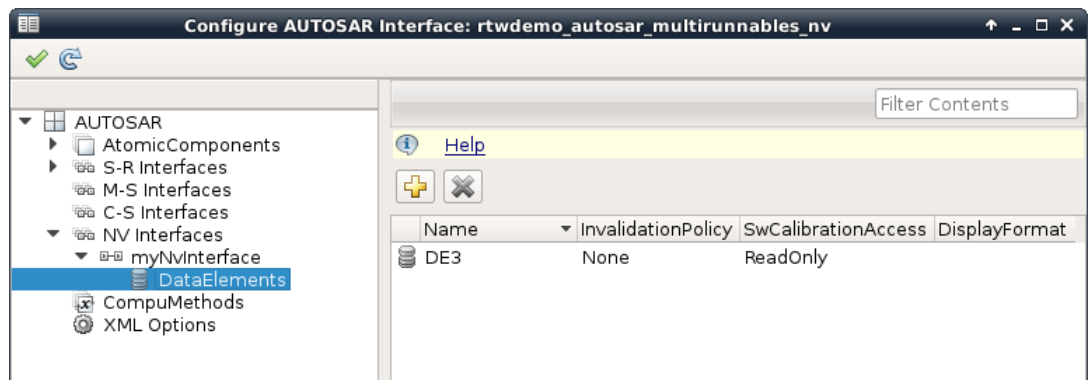 Configure AUTOSAR Interface: rtwdemo_autosar_multirunnables_nv
Filter Contents
AUTOSAR
AtomicComponents
S-R Interfaces
M-S Interfaces
C-S Interfaces
NV Interfaces
myNvInterface
DataElements
CompuMethods
XML Options
Help
Name InvalidationPolicy SwCalibrationAccess DisplayFormat
DE3 None ReadOnly